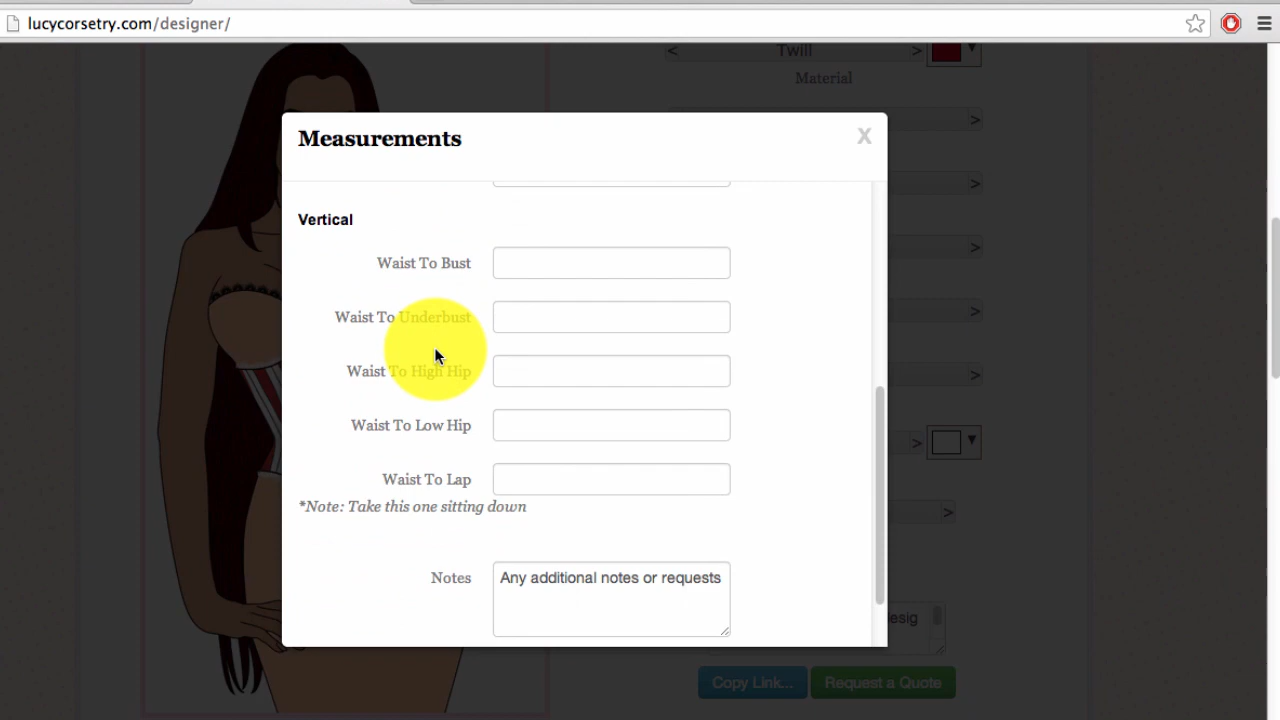 lucycorsetry.com/designer/
< Twill >
Material
>
Measurements
X
>
Vertical
Waist To Bust
>
Waist To Underbust
>
Waist To High Hip
>
Waist To Low Hip
>
Waist To Lap
*Note: Take this one sitting down
>
Notes
Any additional notes or requests
desig
Copy Link...
Request a Quote